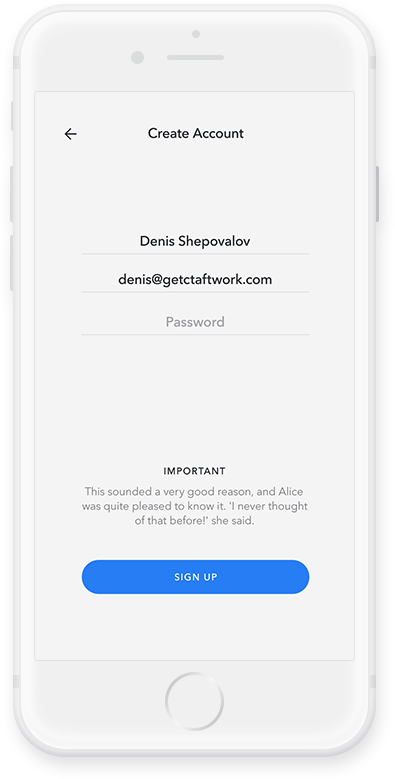 Create Account
Denis Shepovalov
denis@getctaftwork.com
Password
IMPORTANT
This sounded a very good reason, and Alice
was quite pleased to know it. 'I never thought
of that before!' she said.
SIGN UP